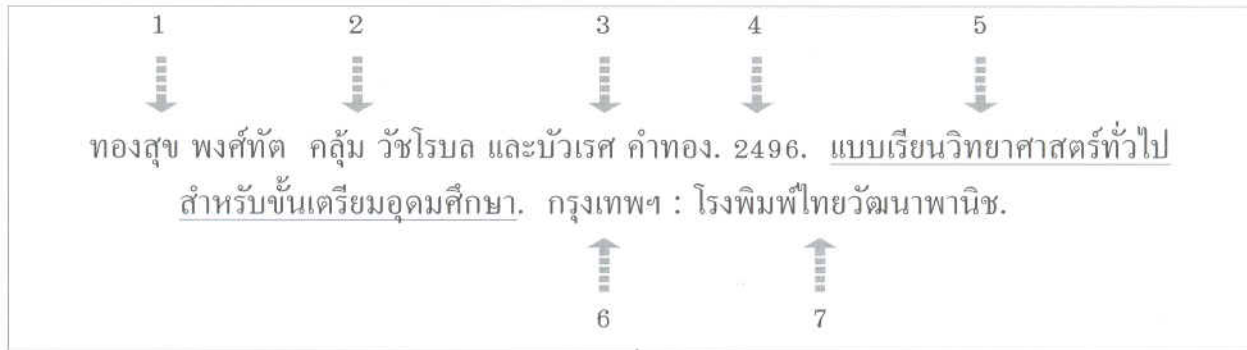 1 2 3 4 5
ทองสุข พงศ์ทัต คลุ้ม วัชโรบล และบัวเรศ คำทอง. 2496. แบบเรียนวิทยาศาสตร์ทั่วไป
สำหรับขั้นเตรียมอุดมศึกษา. กรุงเทพฯ : โรงพิมพ์ไทยวัฒนาพานิช.
6 7